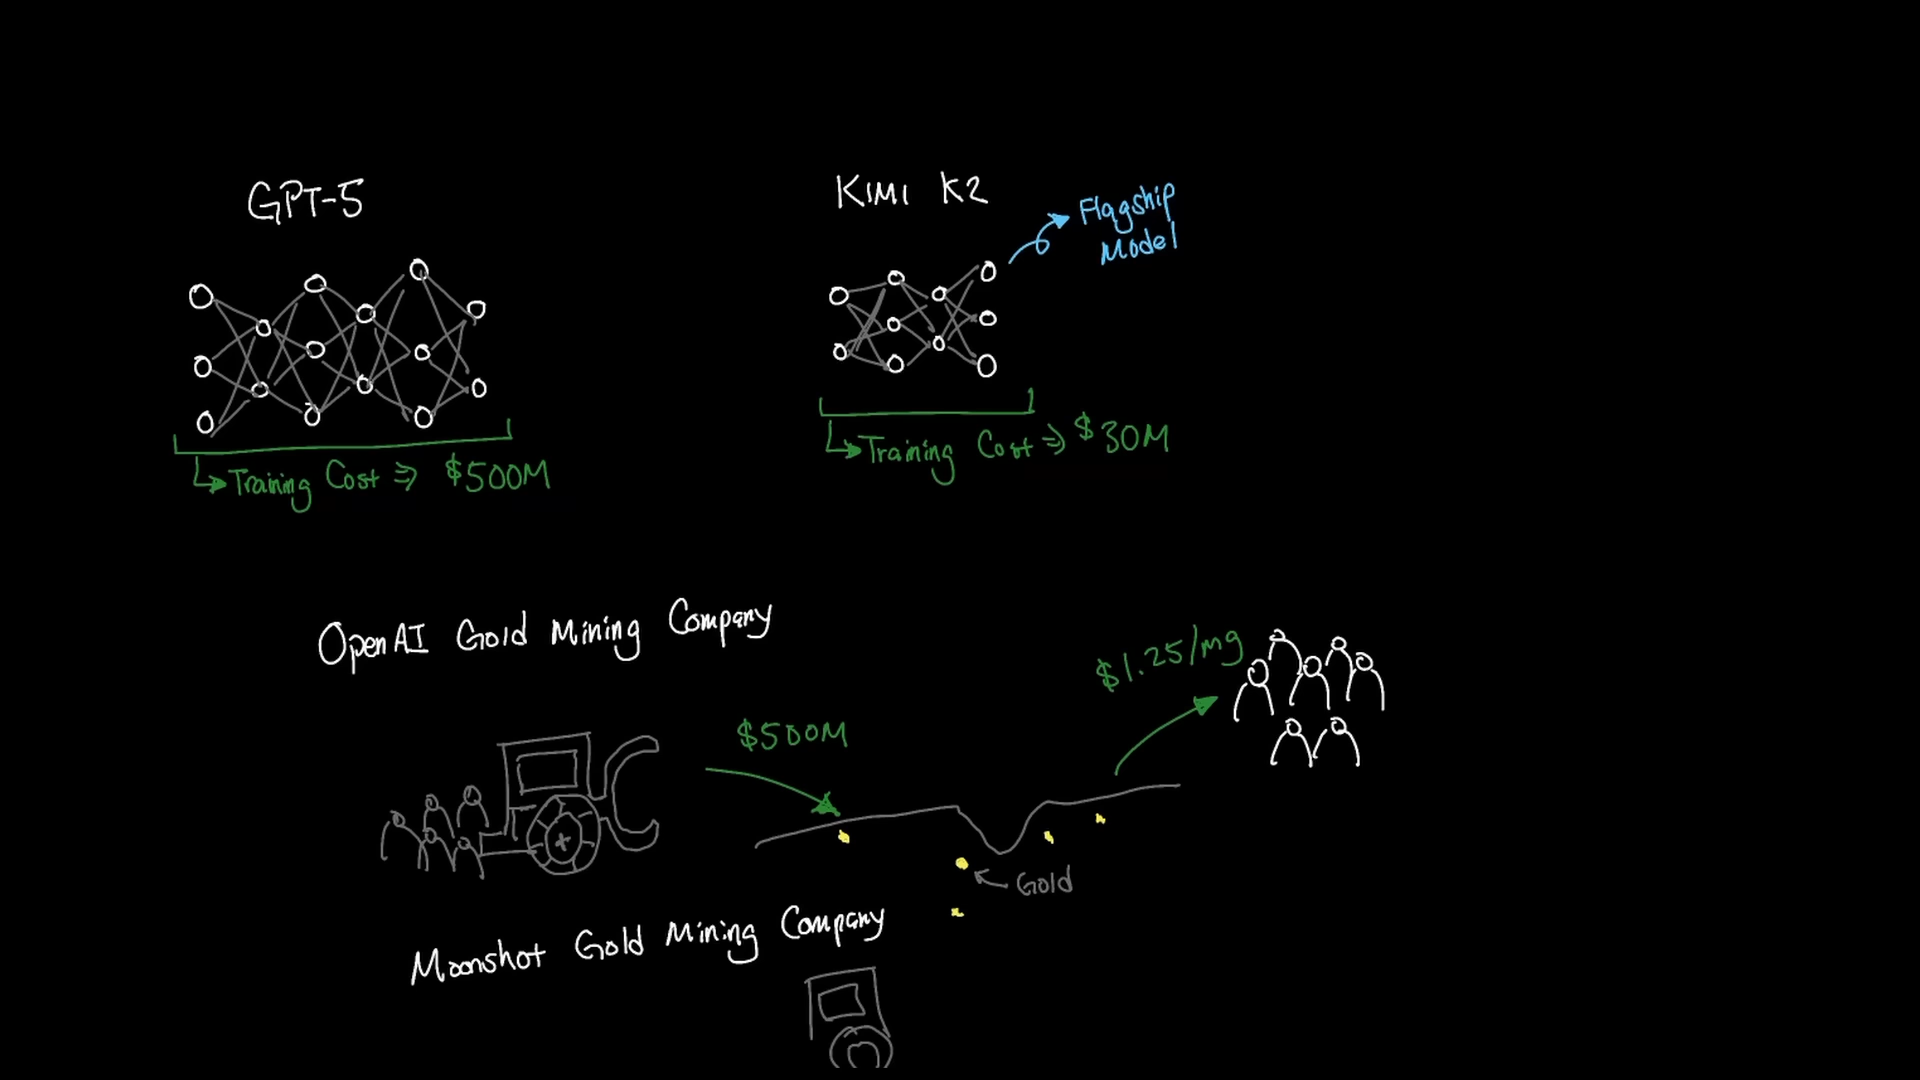 GPT-5
KIMI K2
Flagship
Model
Training Cost => $500M
Training Cost => $30M
OpenAI Gold Mining Company
$500M
$1.25/mg
Gold
Moonshot Gold Mining Company